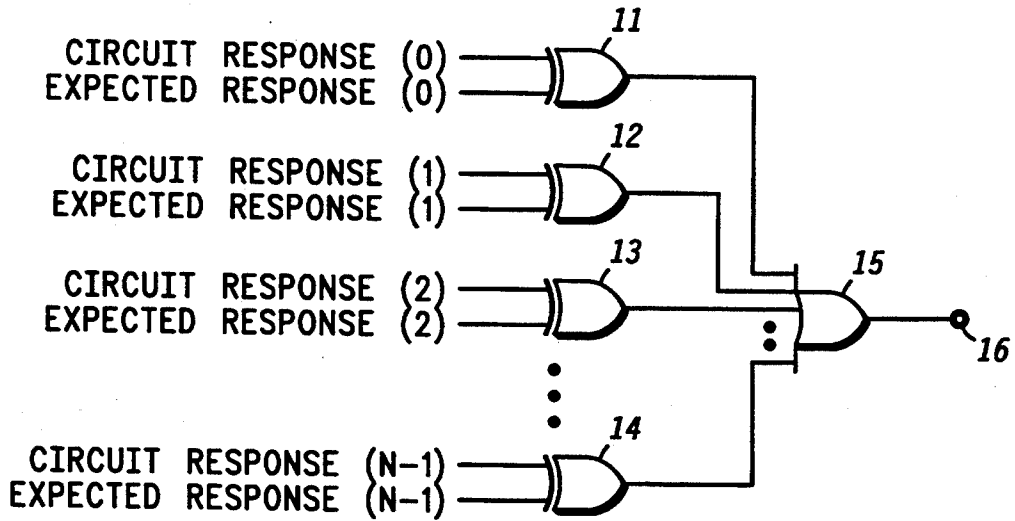 11
CIRCUIT RESPONSE (0)
EXPECTED RESPONSE (0)
12
CIRCUIT RESPONSE (1)
EXPECTED RESPONSE (1)
13
CIRCUIT RESPONSE (2)
EXPECTED RESPONSE (2)
15
16
14
CIRCUIT RESPONSE (N-1)
EXPECTED RESPONSE (N-1)